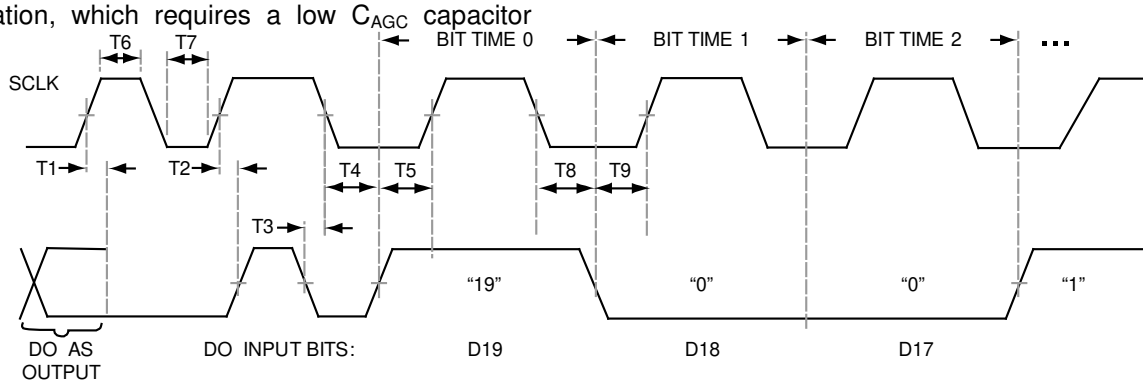 ation, which requires a low CAGC capacitor
T6 T7 BIT TIME 0 BIT TIME 1 BIT TIME 2 ...
SCLK
T1 T2 T4 T5 T8 T9
T3
“19” “0” “0” “1”
DO AS OUTPUT DO INPUT BITS: D19 D18 D17